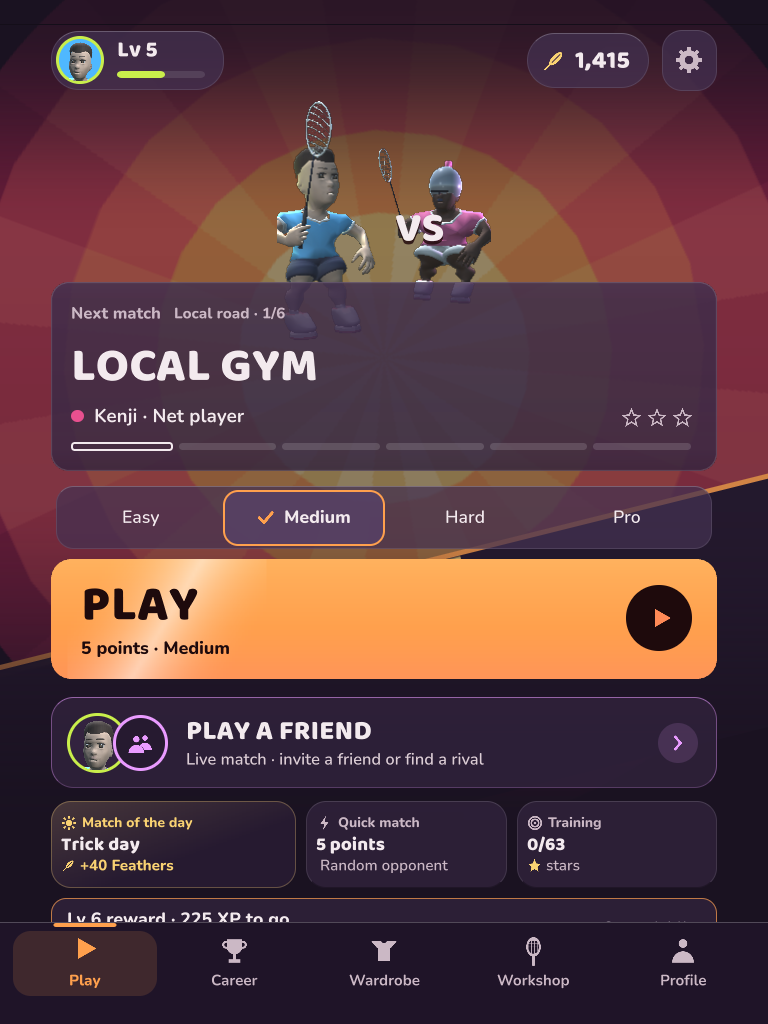 Lv 5
1,415
VS
Next match Local road · 1/6
LOCAL GYM
Kenji · Net player
Easy Medium Hard Pro
PLAY
5 points · Medium
PLAY A FRIEND
Live match · invite a friend or find a rival
Match of the day
Trick day
+40 Feathers
Quick match
5 points
Random opponent
Training
0/63
stars
Lv 6 reward · 225 XP to go
Play Career Wardrobe Workshop Profile